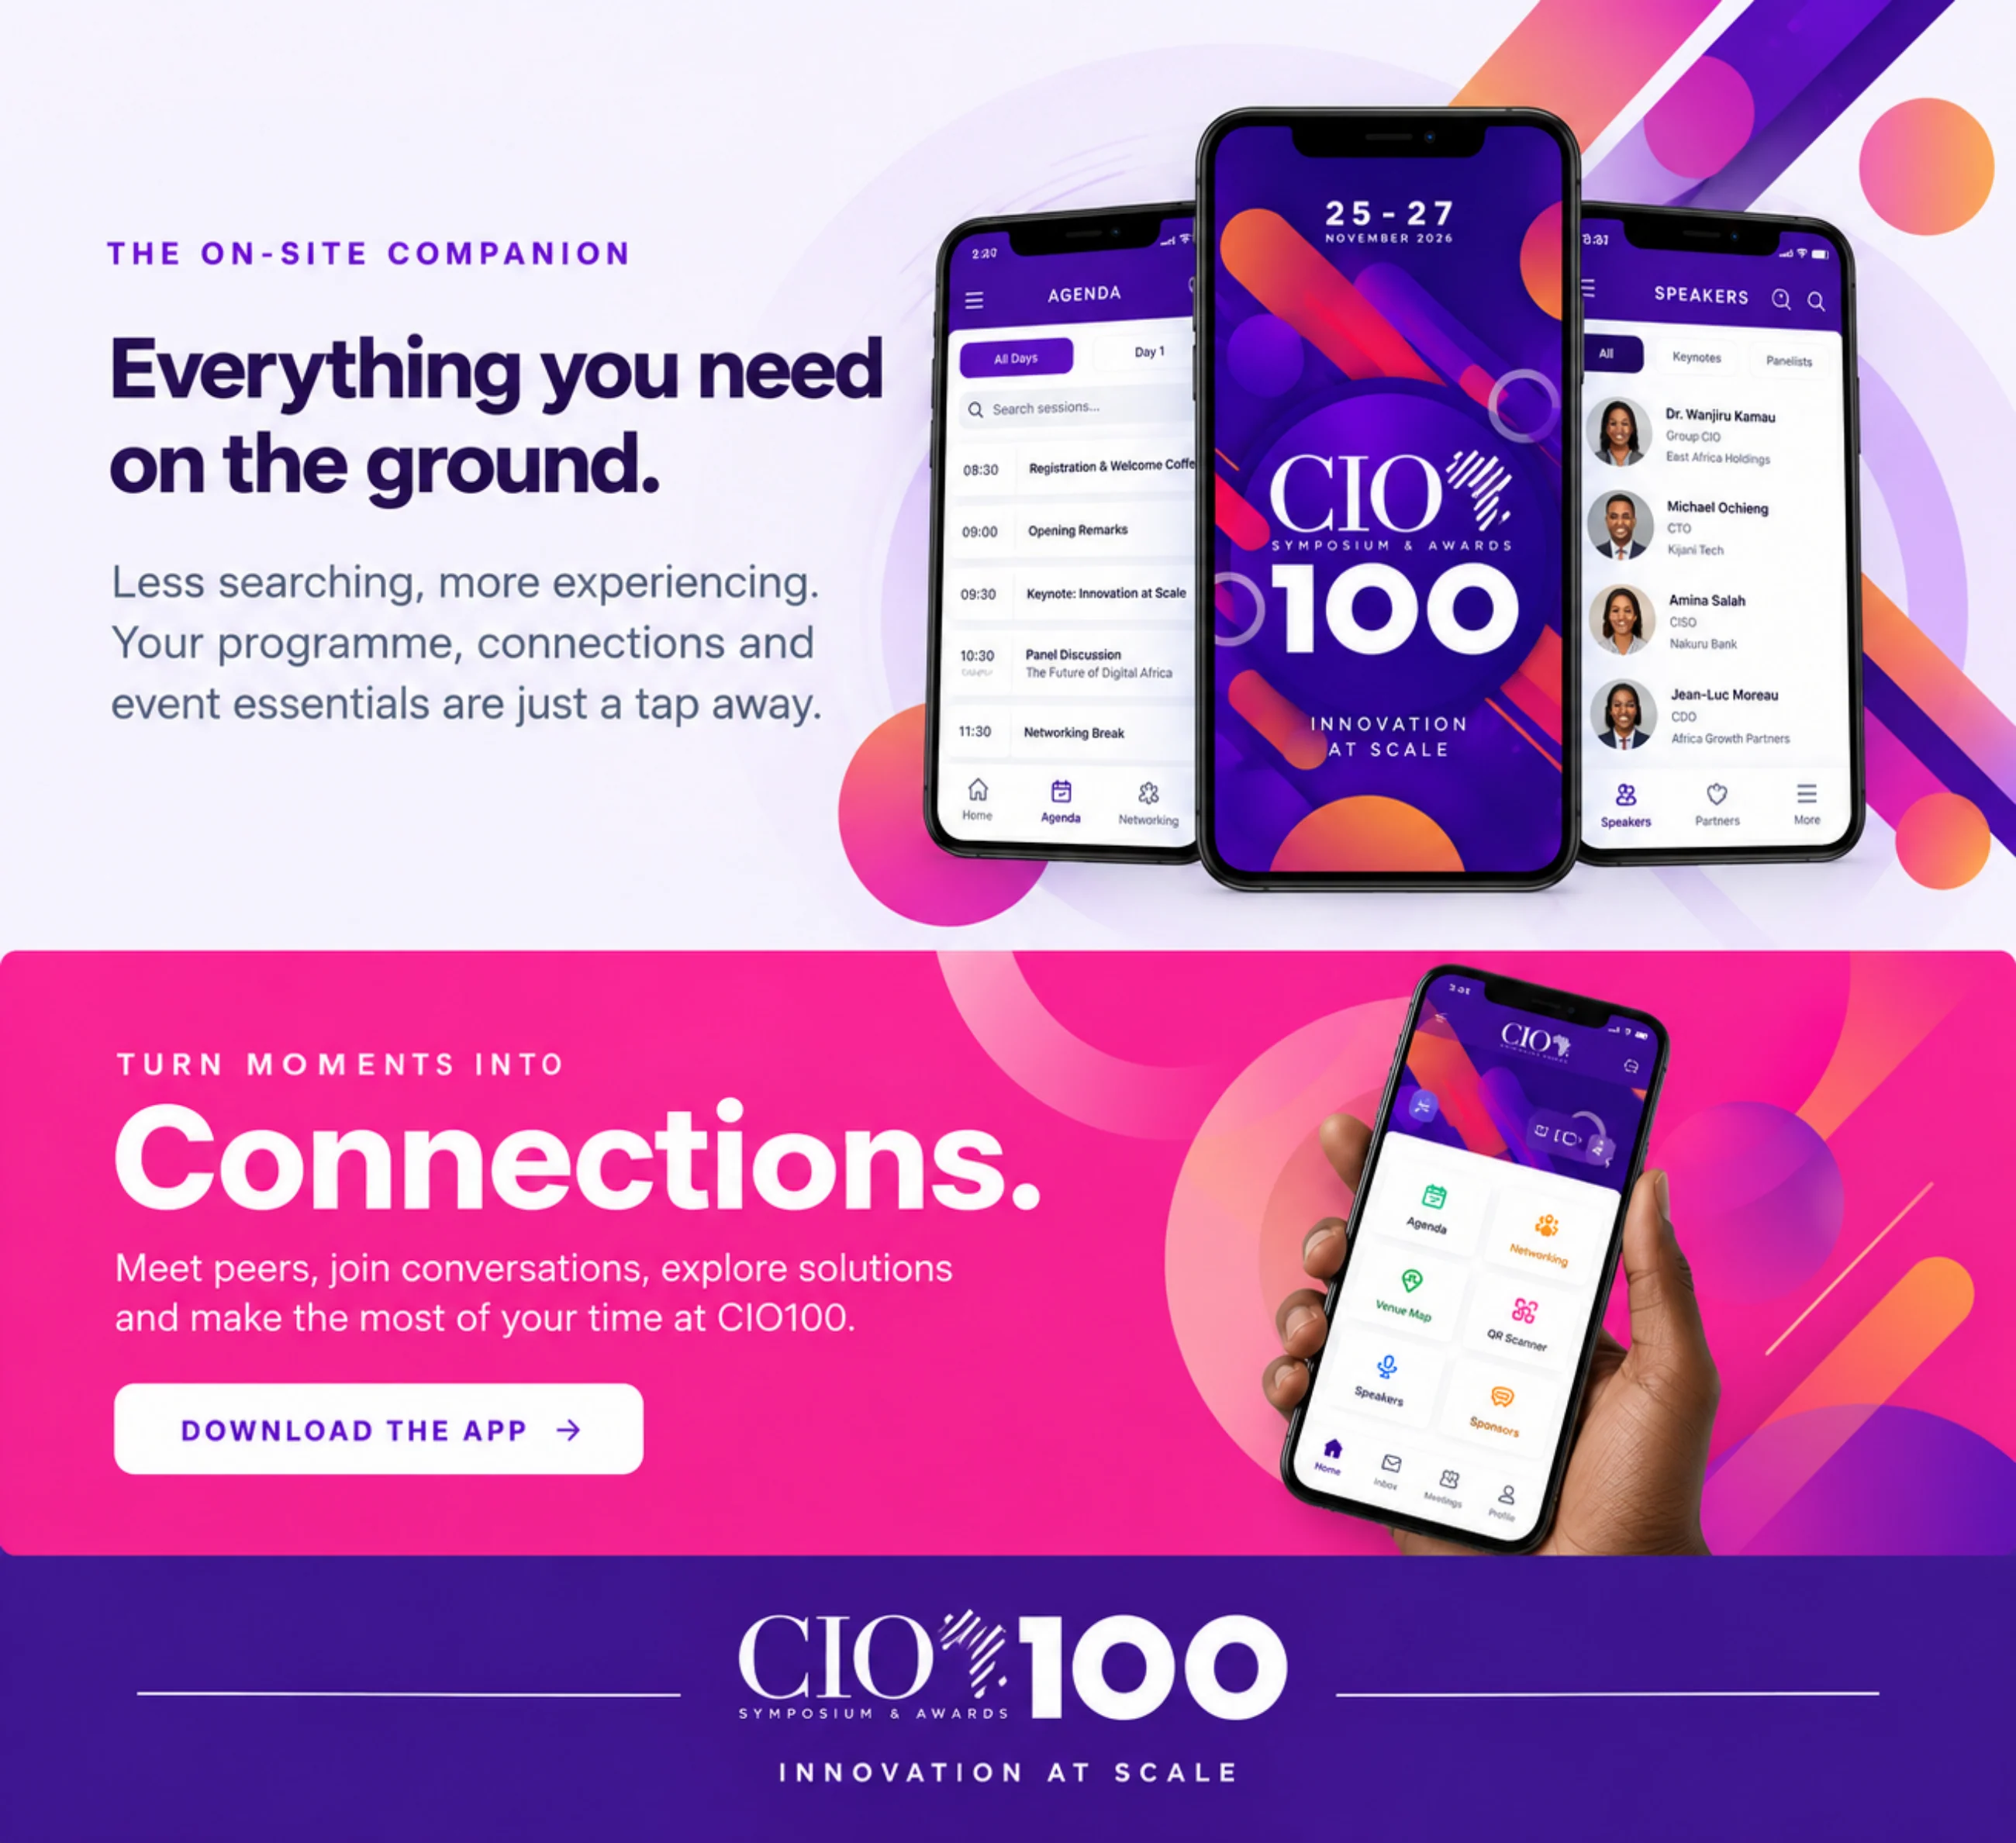 THE ON-SITE COMPANION
Everything you need
on the ground.
Less searching, more experiencing.
Your programme, connections and
event essentials are just a tap away.
2:20
AGENDA
All Days
Day 1
Search sessions...
08:30
Registration & Welcome Coffe
09:00
Opening Remarks
09:30
Keynote: Innovation at Scale
10:30
Panel Discussion
The Future of Digital Africa
11:30
Networking Break
Home
Agenda
Networking
25 - 27
NOVEMBER 2026
CIO
SYMPOSIUM & AWARDS
100
INNOVATION
AT SCALE
SPEAKERS
All
Keynotes
Panelists
Dr. Wanjiru Kamau
Group CIO
East Africa Holdings
Michael Ochieng
CTO
Kijani Tech
Amina Salah
CISO
Nakuru Bank
Jean-Luc Moreau
CDO
Africa Growth Partners
Speakers
Partners
More
TURN MOMENTS INTO
Connections.
Meet peers, join conversations, explore solutions
and make the most of your time at CIO100.
DOWNLOAD THE APP →
CIO
Agenda
Networking
Venue Map
QR Scanner
Speakers
Sponsors
Home
Inbox
Meetings
Profile
CIO 100
SYMPOSIUM & AWARDS
INNOVATION AT SCALE